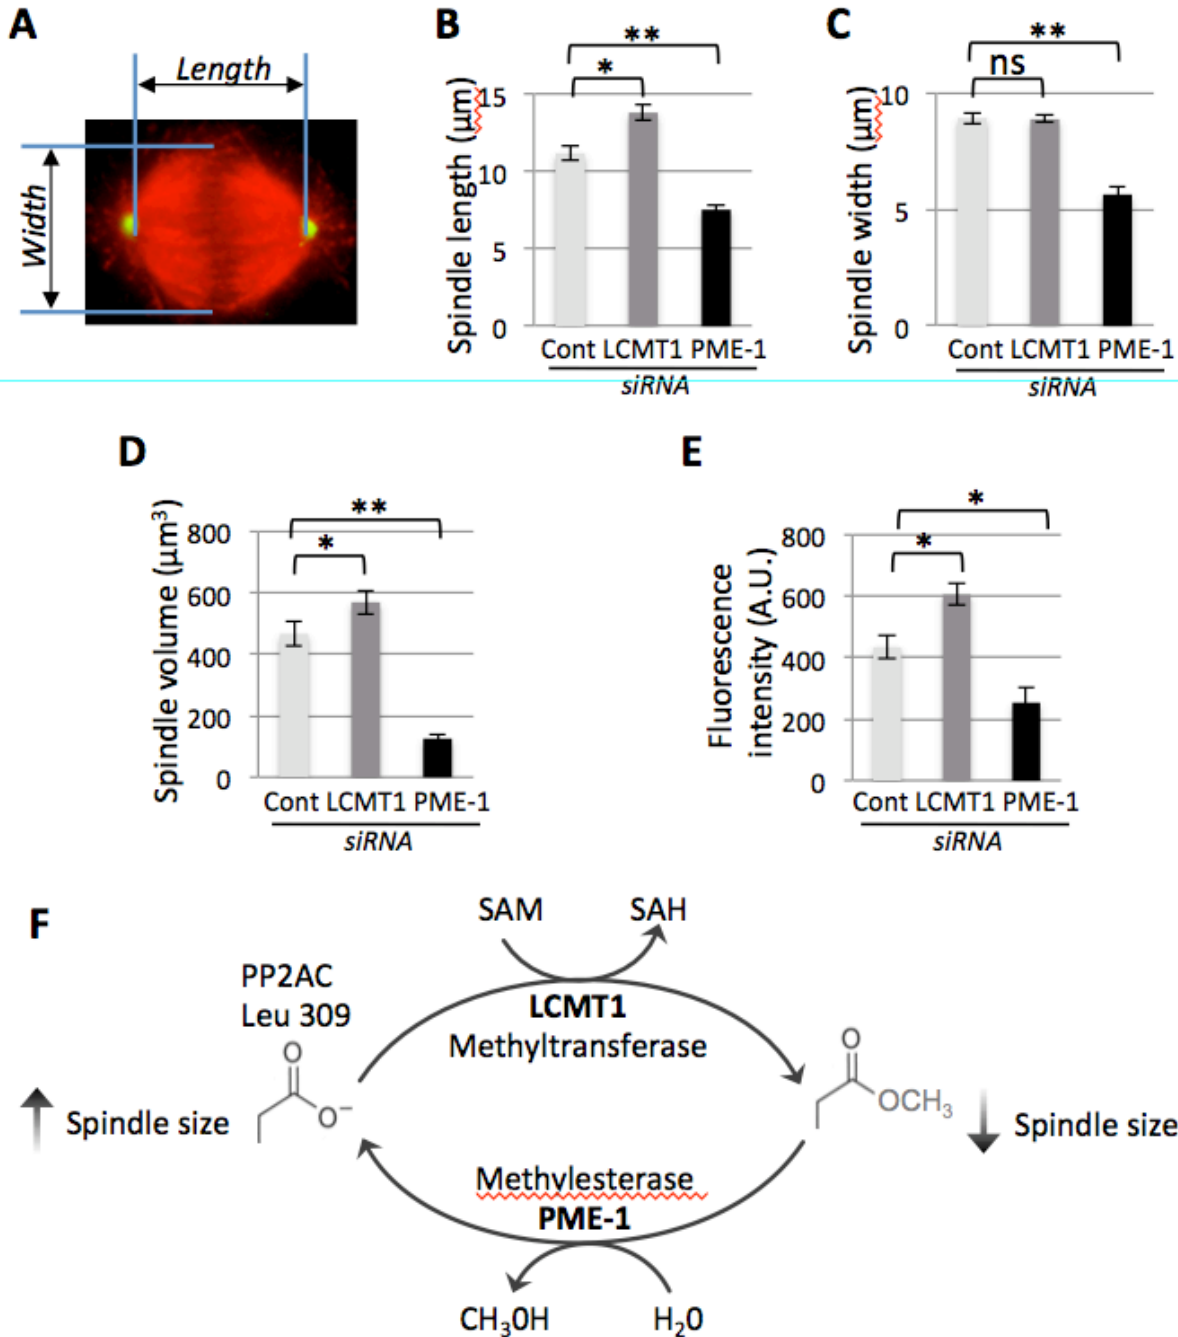 A
Length
Width
B
**
*
Spindle length (µm)
15
10
5
0
Cont LCMT1 PME-1
siRNA
C
**
ns
Spindle width (µm)
10
5
0
Cont LCMT1 PME-1
siRNA
D
**
*
Spindle volume (µm³)
800
600
400
200
0
Cont LCMT1 PME-1
siRNA
E
*
*
Fluorescence
intensity (A.U.)
800
600
400
200
0
Cont LCMT1 PME-1
siRNA
F
SAM SAH
PP2AC
Leu 309
LCMT1
Methyltransferase
O
O⁻
Spindle size
O
OCH₃
Spindle size
Methylesterase
PME-1
CH₃0H H₂0